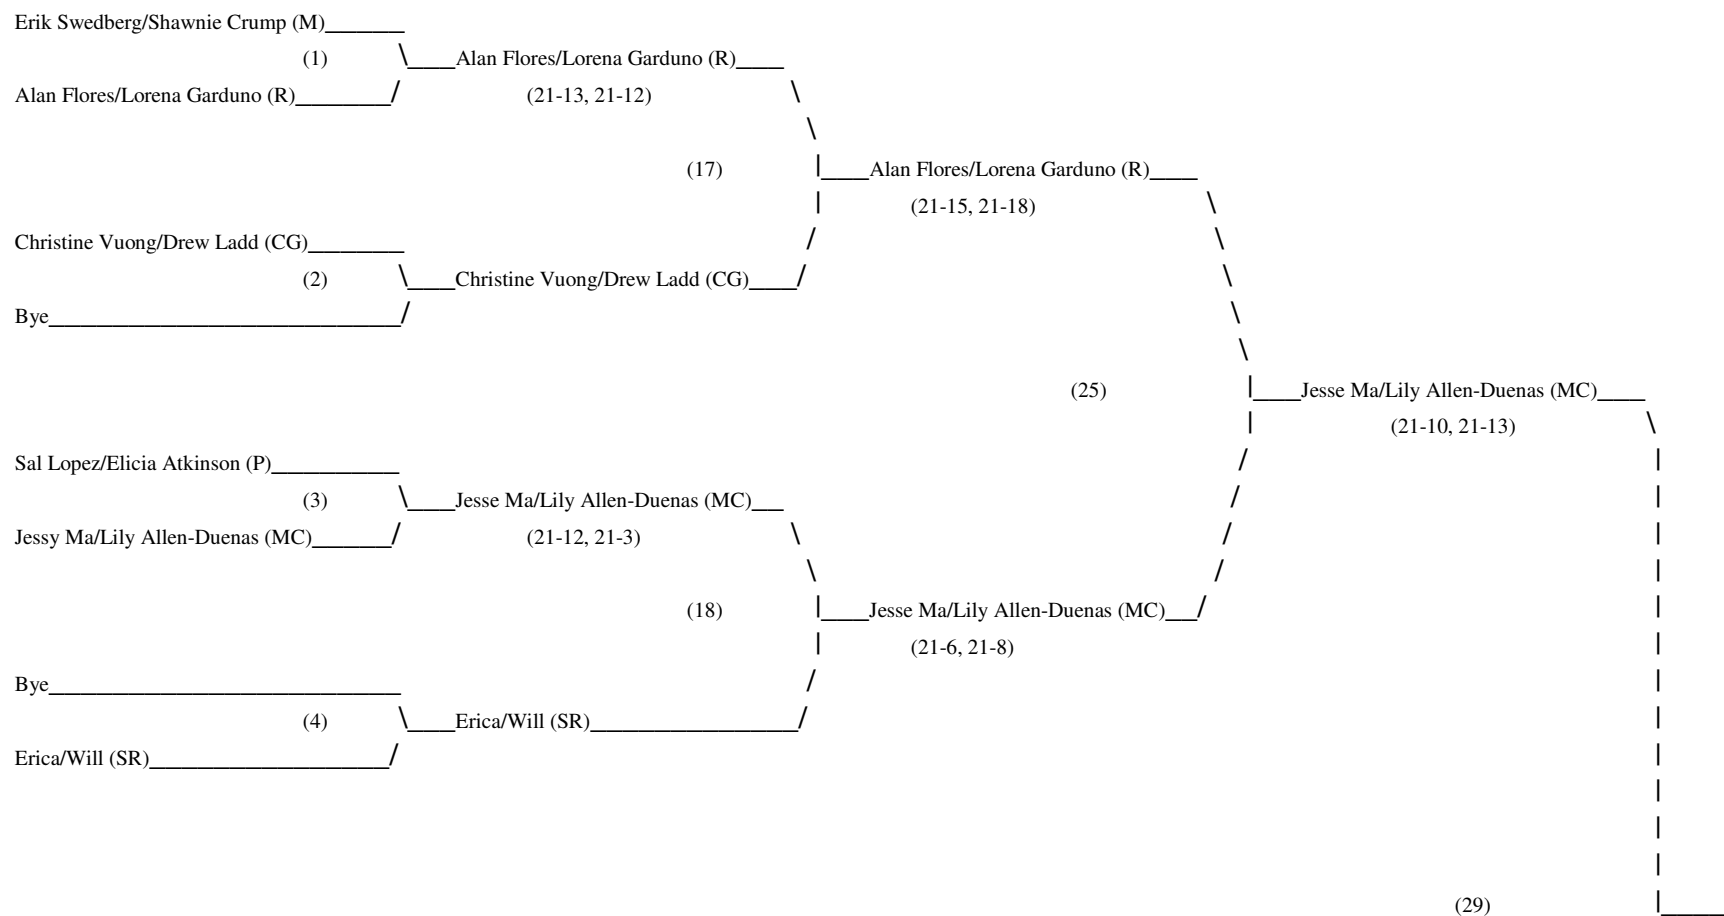 Erik Swedberg/Shawnie Crump (M)
(1) Alan Flores/Lorena Garduno (R)
Alan Flores/Lorena Garduno (R) (21-13, 21-12)
(17) Alan Flores/Lorena Garduno (R)
(21-15, 21-18)
Christine Vuong/Drew Ladd (CG)
(2) Christine Vuong/Drew Ladd (CG)
Bye
(25) Jesse Ma/Lily Allen-Duenas (MC)
(21-10, 21-13)
Sal Lopez/Elicia Atkinson (P)
(3) Jesse Ma/Lily Allen-Duenas (MC)
Jessy Ma/Lily Allen-Duenas (MC) (21-12, 21-3)
(18) Jesse Ma/Lily Allen-Duenas (MC)
(21-6, 21-8)
Bye
(4) Erica/Will (SR)
Erica/Will (SR)
(29)